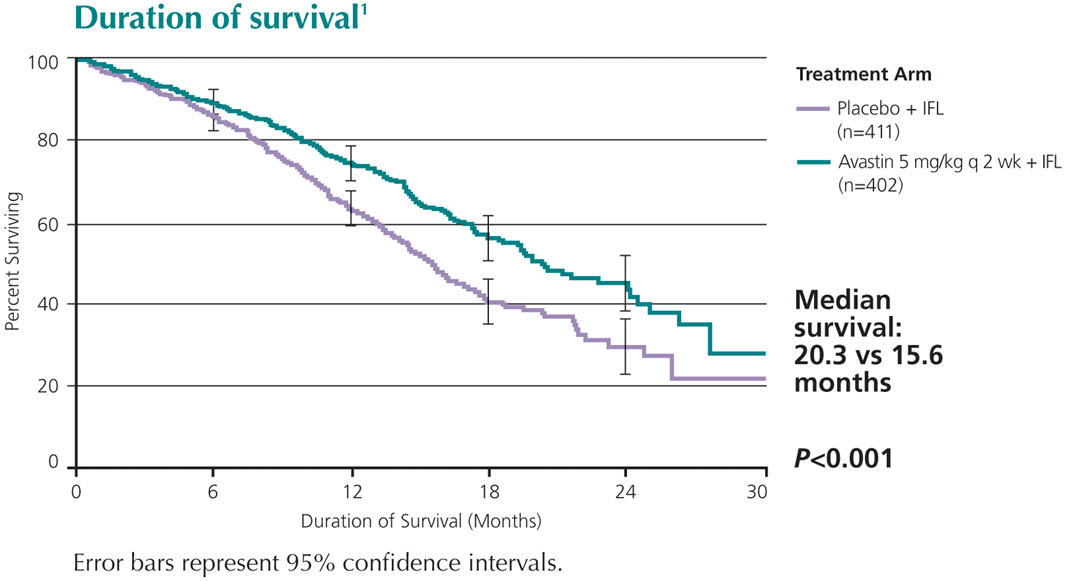 Duration of survival¹
100
80
60
40
20
0
Percent Surviving
0 6 12 18 24 30
Duration of Survival (Months)
Treatment Arm
Placebo + IFL
(n=411)
Avastin 5 mg/kg q 2 wk + IFL
(n=402)
Median
survival:
20.3 vs 15.6
months
P<0.001
Error bars represent 95% confidence intervals.